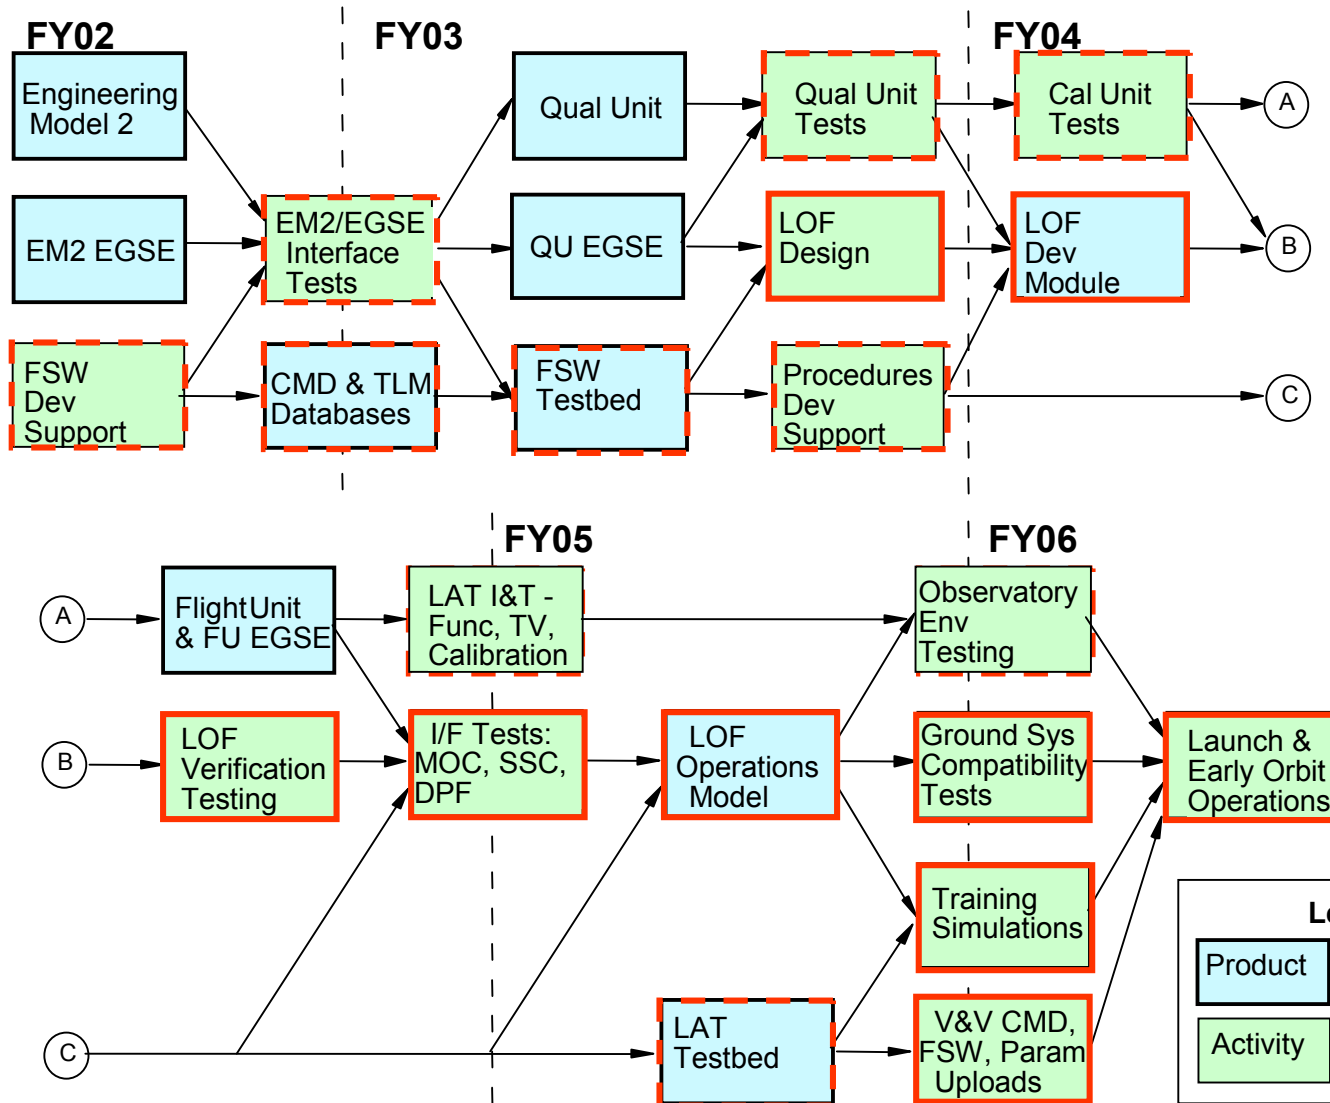 FY02
FY03
FY04
Engineering
Model 2
Qual Unit
Qual Unit
Tests
Cal Unit
Tests
A
EM2 EGSE
EM2/EGSE
Interface
Tests
QU EGSE
LOF
Design
LOF
Dev
Module
B
FSW
Dev
Support
CMD & TLM
Databases
FSW
Testbed
Procedures
Dev
Support
C
FY05
FY06
A
Flight Unit
& FU EGSE
LAT I&T -
Func, TV,
Calibration
Observatory
Env
Testing
B
LOF
Verification
Testing
I/F Tests:
MOC, SSC,
DPF
LOF
Operations
Model
Ground Sys
Compatibility
Tests
Launch &
Early Orbit
Operations
Training
Simulations
C
LAT
Testbed
V&V CMD,
FSW, Param
Uploads
Product
Activity